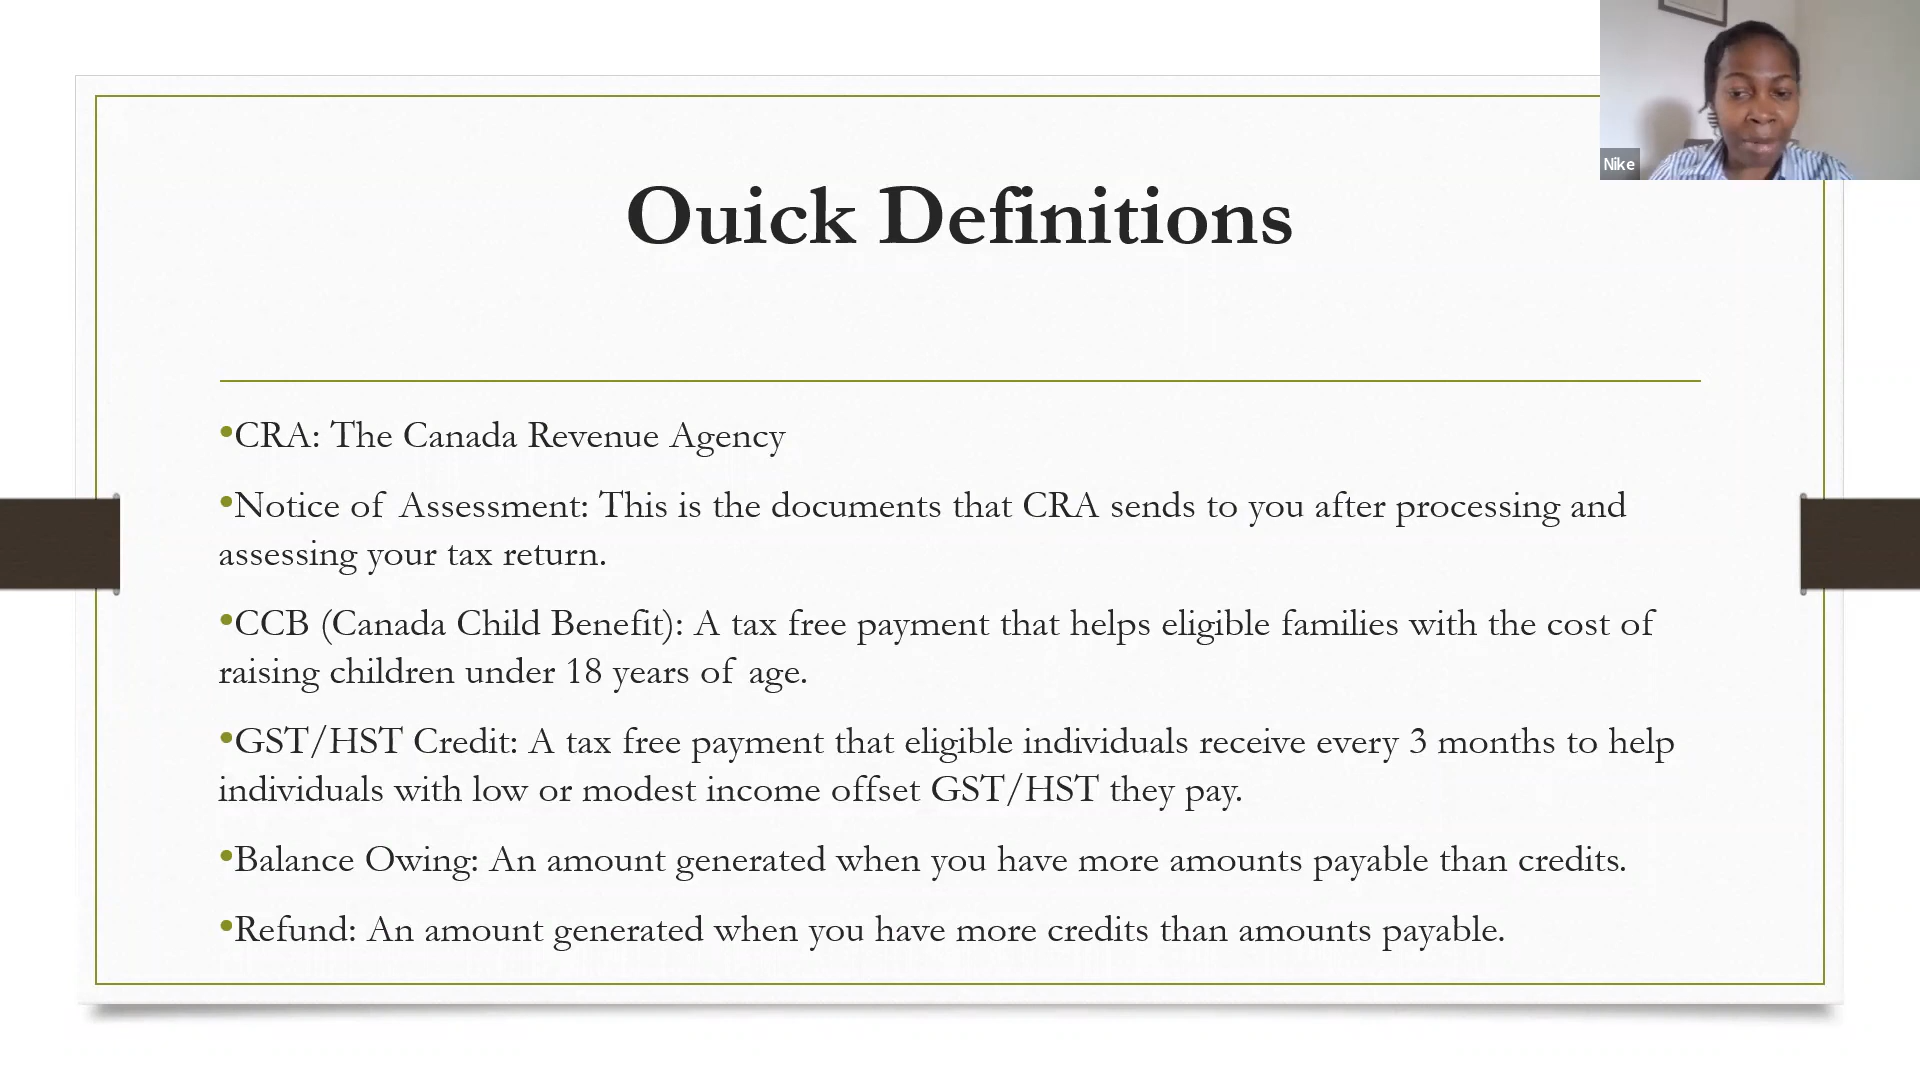 Nike
Quick Definitions
•CRA: The Canada Revenue Agency
•Notice of Assessment: This is the documents that CRA sends to you after processing and
assessing your tax return.
•CCB (Canada Child Benefit): A tax free payment that helps eligible families with the cost of
raising children under 18 years of age.
•GST/HST Credit: A tax free payment that eligible individuals receive every 3 months to help
individuals with low or modest income offset GST/HST they pay.
•Balance Owing: An amount generated when you have more amounts payable than credits.
•Refund: An amount generated when you have more credits than amounts payable.